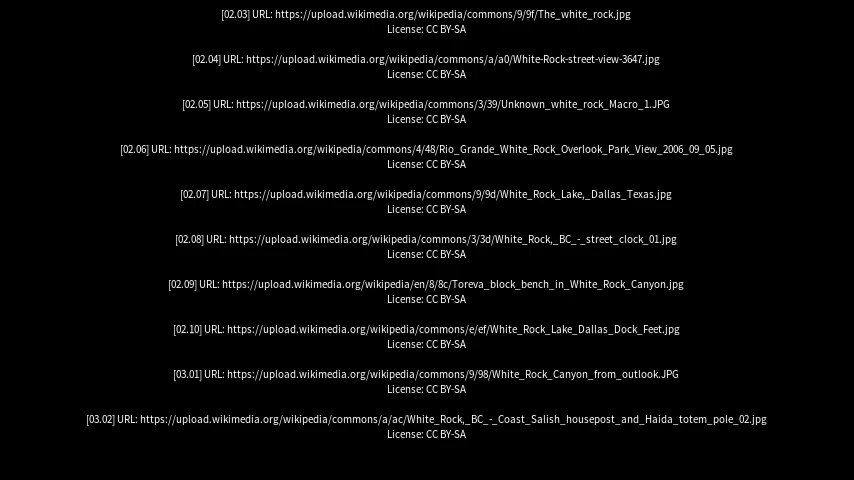 [02.03] URL: https://upload.wikimedia.org/wikipedia/commons/9/9f/The_white_rock.jpg
License: CC BY-SA
[02.04] URL: https://upload.wikimedia.org/wikipedia/commons/a/a0/White-Rock-street-view-3647.jpg
License: CC BY-SA
[02.05] URL: https://upload.wikimedia.org/wikipedia/commons/3/39/Unknown_white_rock_Macro_1.JPG
License: CC BY-SA
[02.06] URL: https://upload.wikimedia.org/wikipedia/commons/4/48/Rio_Grande_White_Rock_Overlook_Park_View_2006_09_05.jpg
License: CC BY-SA
[02.07] URL: https://upload.wikimedia.org/wikipedia/commons/9/9d/White_Rock_Lake,_Dallas_Texas.jpg
License: CC BY-SA
[02.08] URL: https://upload.wikimedia.org/wikipedia/commons/3/3d/White_Rock,_BC_-_street_clock_01.jpg
License: CC BY-SA
[02.09] URL: https://upload.wikimedia.org/wikipedia/en/8/8c/Toreva_block_bench_in_White_Rock_Canyon.jpg
License: CC BY-SA
[02.10] URL: https://upload.wikimedia.org/wikipedia/commons/e/ef/White_Rock_Lake_Dallas_Dock_Feet.jpg
License: CC BY-SA
[03.01] URL: https://upload.wikimedia.org/wikipedia/commons/9/98/White_Rock_Canyon_from_outlook.JPG
License: CC BY-SA
[03.02] URL: https://upload.wikimedia.org/wikipedia/commons/a/ac/White_Rock,_BC_-_Coast_Salish_housepost_and_Haida_totem_pole_02.jpg
License: CC BY-SA